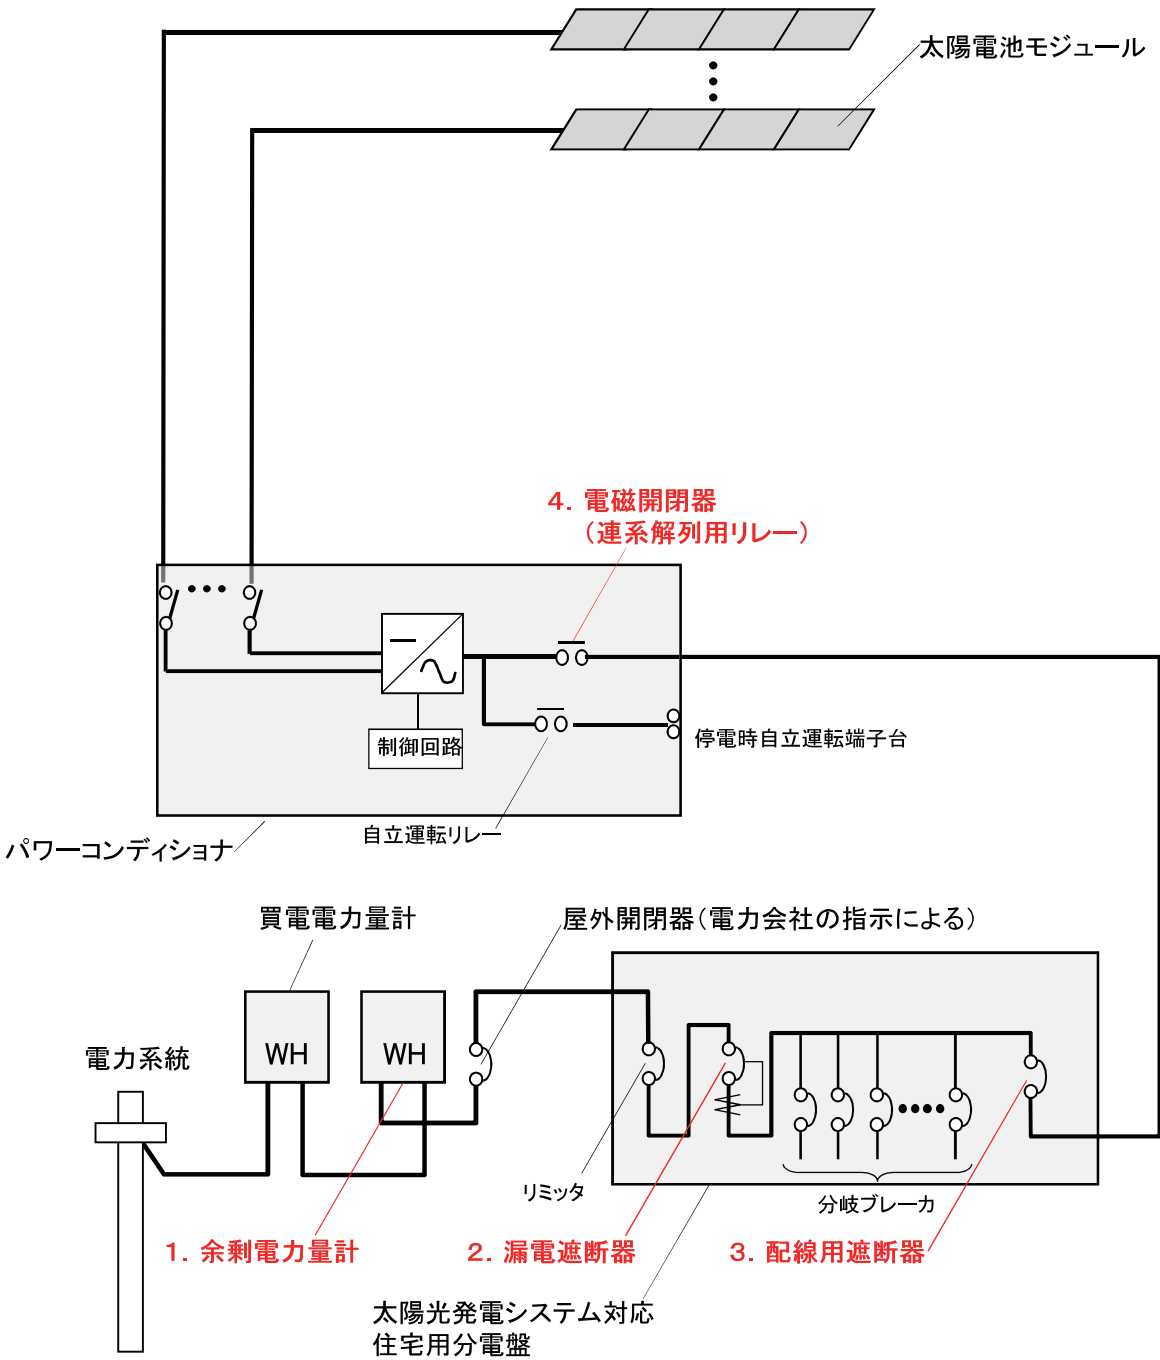 太陽電池モジュール
4. 電磁開閉器
（連系解列用リレー）
制御回路
停電時自立運転端子台
自立運転リレー
パワーコンディショナ
買電電力量計
屋外開閉器（電力会社の指示による）
WH
WH
電力系統
リミッタ
分岐ブレーカ
1. 余剰電力量計
2. 漏電遮断器
3. 配線用遮断器
太陽光発電システム対応
住宅用分電盤